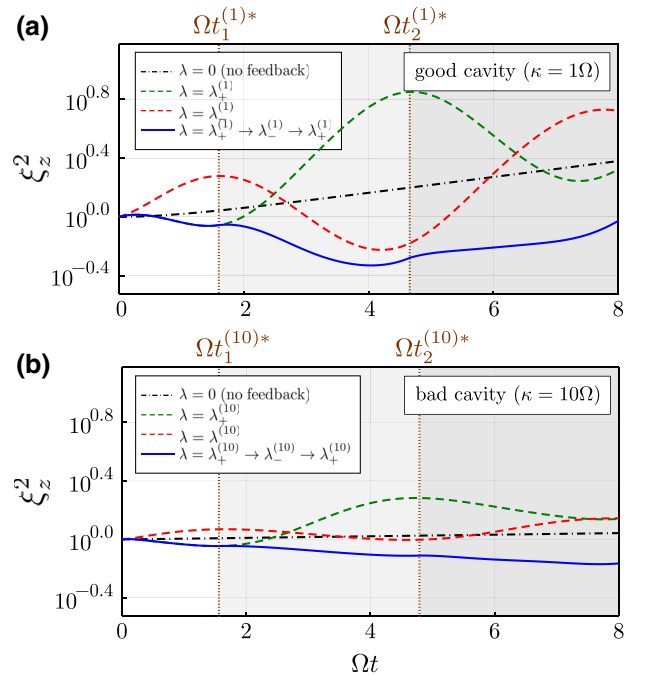 Ωt₁⁽¹⁾* Ωt₂⁽¹⁾*
(a)
λ = 0 (no feedback)
λ = λ₊⁽¹⁾
λ = λ₋⁽¹⁾
λ = λ₊⁽¹⁾ → λ₋⁽¹⁾ → λ₊⁽¹⁾
good cavity (κ = 1Ω)
10^0.8
10^0.4
10^0.0
10^−0.4
ξ_z²
0 2 4 6 8
Ωt₁⁽¹⁰⁾* Ωt₂⁽¹⁰⁾*
(b)
λ = 0 (no feedback)
λ = λ₊⁽¹⁰⁾
λ = λ₋⁽¹⁰⁾
λ = λ₊⁽¹⁰⁾ → λ₋⁽¹⁰⁾ → λ₊⁽¹⁰⁾
bad cavity (κ = 10Ω)
10^0.8
10^0.4
10^0.0
10^−0.4
ξ_z²
0 2 4 6 8
Ωt